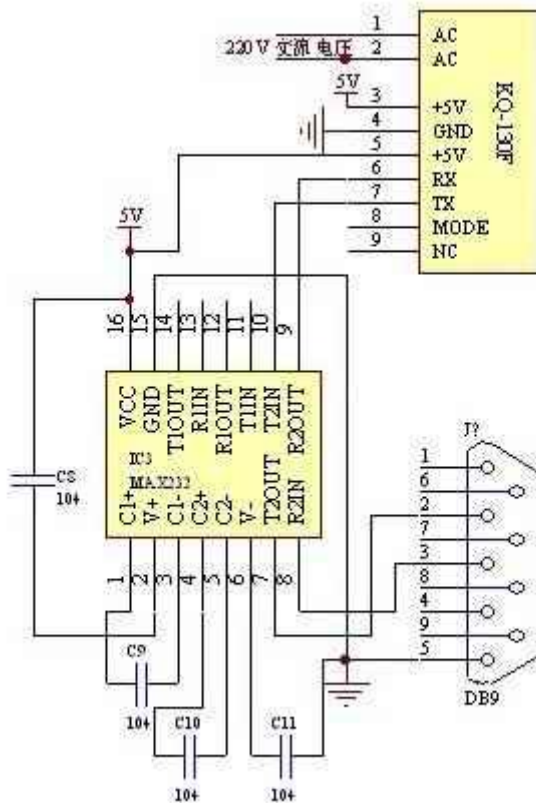 1 AC
220V 交流 电压 2 AC
5V
3 +5V
4 GND
5 +5V
6 RX
7 TX
8 MODE
9 NC
KQ-130F
5V
16 15 14 13 12 11 10 9
VCC GND T1OUT R1IN R1OUT T1IN T2IN R2OUT
IC3
MAX232
C1+ V+ C1- C2+ C2- V- T2OUT R2IN
1 2 3 4 5 6 7 8
C8
104
C9
104
C10
104
C11
104
J?
1
6
2
7
3
8
4
9
5
DB9